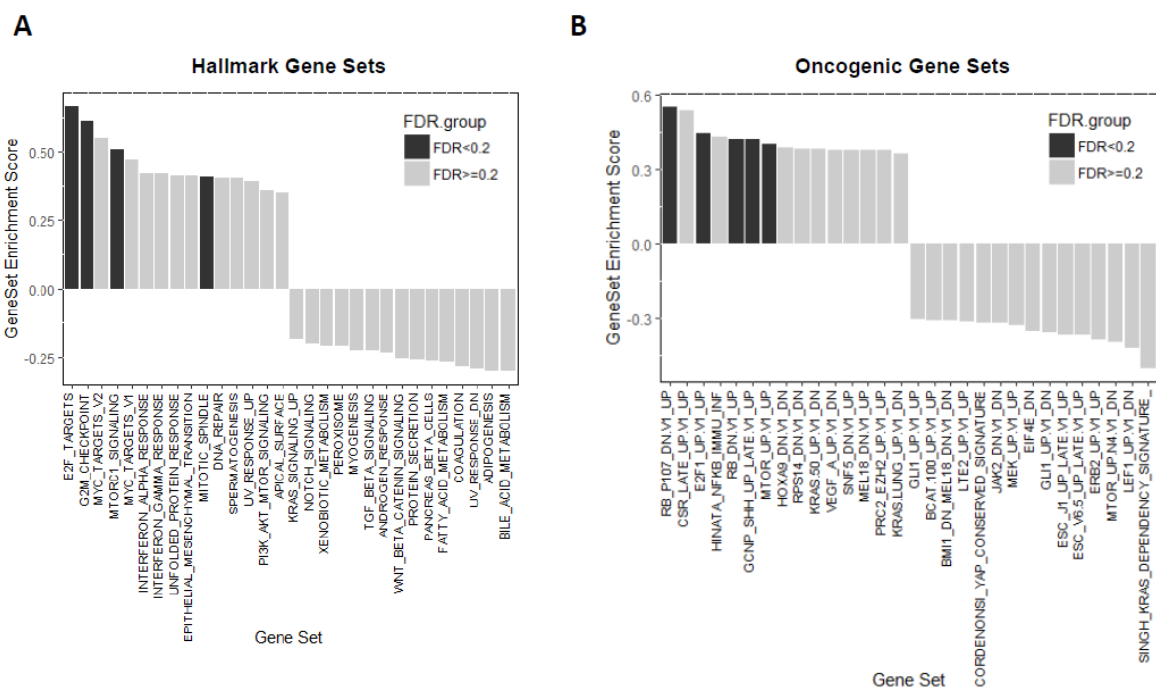 A
Hallmark Gene Sets
GeneSet Enrichment Score
0.50
0.25
0.00
-0.25
FDR.group
FDR<0.2
FDR>=0.2
E2F_TARGETS
G2M_CHECKPOINT
MYC_TARGETS_V2
MTORC1_SIGNALING
MYC_TARGETS_V1
INTERFERON_ALPHA_RESPONSE
INTERFERON_GAMMA_RESPONSE
UNFOLDED_PROTEIN_RESPONSE
EPITHELIAL_MESENCHYMAL_TRANSITION
MITOTIC_SPINDLE
DNA_REPAIR
SPERMATOGENESIS
UV_RESPONSE_UP
PI3K_AKT_MTOR_SIGNALING
APICAL_SURFACE
KRAS_SIGNALING_UP
NOTCH_SIGNALING
XENOBIOTIC_METABOLISM
PEROXISOME
MYOGENESIS
TGF_BETA_SIGNALING
ANDROGEN_RESPONSE
WNT_BETA_CATENIN_SIGNALING
PROTEIN_SECRETION
PANCREAS_BETA_CELLS
FATTY_ACID_METABOLISM
COAGULATION
UV_RESPONSE_DN
ADIPOGENESIS
BILE_ACID_METABOLISM
Gene Set
B
Oncogenic Gene Sets
GeneSet Enrichment Score
0.6
0.3
0.0
-0.3
FDR.group
FDR<0.2
FDR>=0.2
RB_P107_DN.V1_UP
CSR_LATE_UP.V1_UP
E2F1_UP.V1_UP
HINATA_NFKB_IMMU_INF
RB_DN.V1_UP
GCNP_SHH_UP_LATE.V1_UP
MTOR_UP.V1_UP
HOXA9_DN.V1_DN
RPS14_DN.V1_DN
KRAS.50_UP.V1_DN
VEGF_A_UP.V1_DN
SNF5_DN.V1_UP
MEL18_DN.V1_UP
PRC2_EZH2_UP.V1_UP
KRAS.LUNG_UP.V1_DN
GLI1_UP.V1_UP
BCAT.100_UP.V1_UP
BMI1_DN_MEL18_DN.V1_DN
LTE2_UP.V1_UP
CORDENONSI_YAP_CONSERVED_SIGNATURE
JAK2_DN.V1_DN
MEK_UP.V1_UP
EIF4E_DN
GLI1_UP.V1_DN
ESC_J1_UP_LATE.V1_UP
ESC_V6.5_UP_LATE.V1_UP
ERB2_UP.V1_UP
MTOR_UP.N4.V1_DN
LEF1_UP.V1_DN
SINGH_KRAS_DEPENDENCY_SIGNATURE_
Gene Set